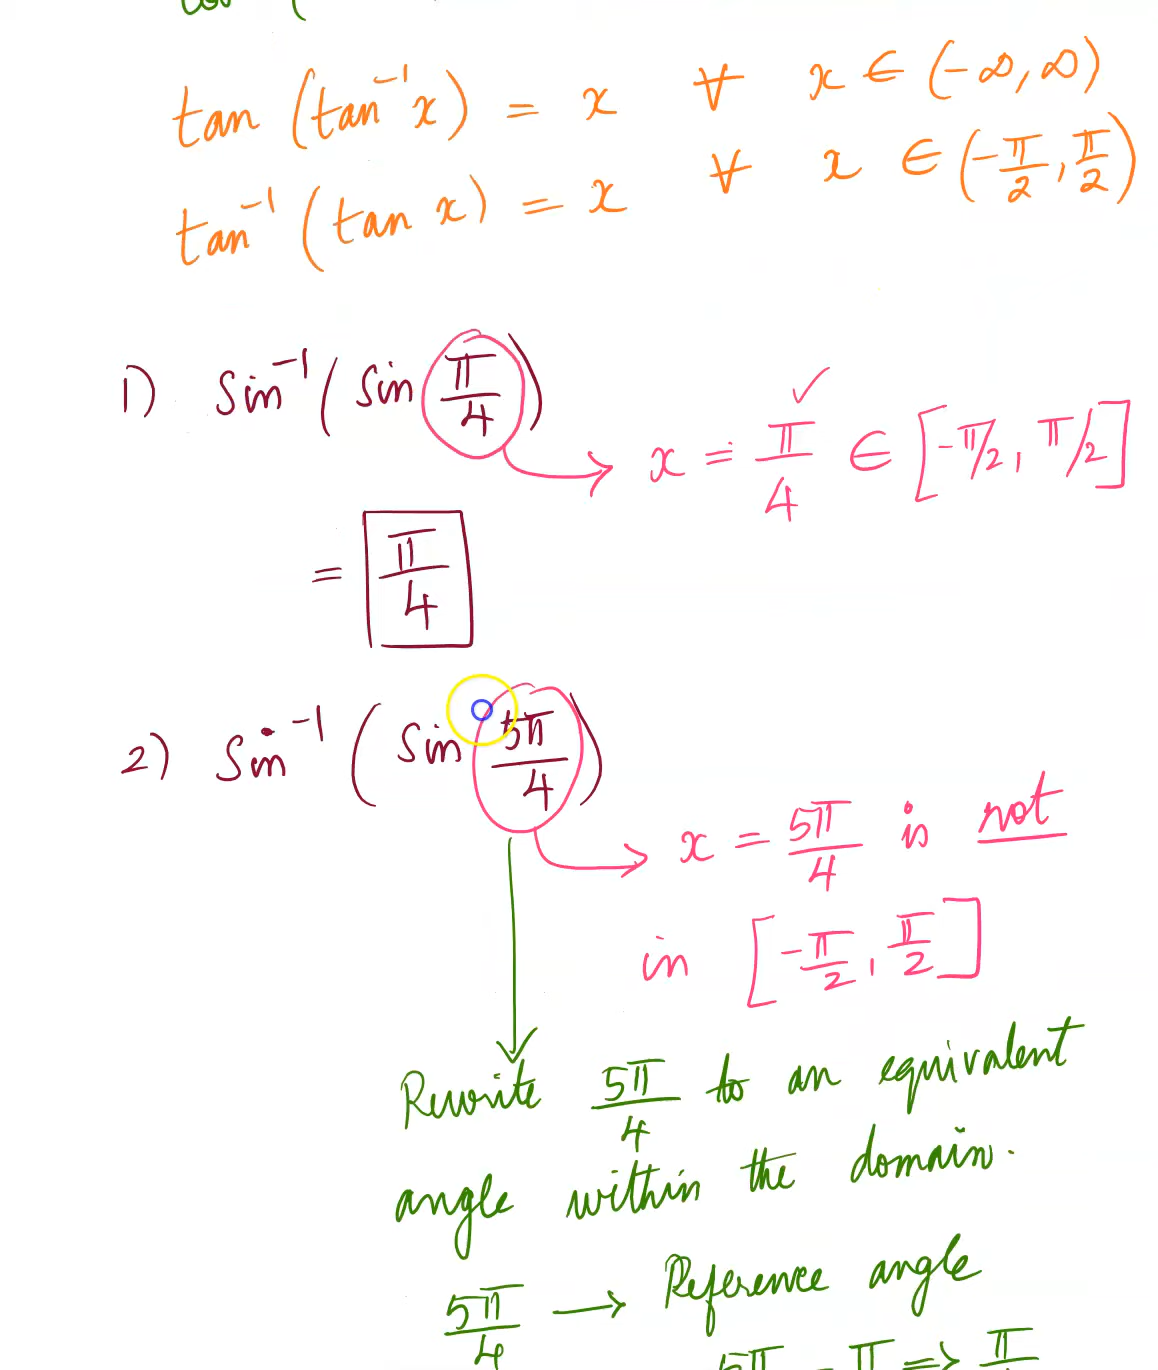 tan (tan⁻¹x) = x ∀ x ∈ (-∞, ∞)
tan⁻¹ (tan x) = x ∀ x ∈ (-π/2, π/2)
1) Sin⁻¹ ( Sin π/4 )
x = π/4 ∈ [-π/2, π/2] ✓
= π/4
2) Sin⁻¹ ( Sin 5π/4 )
x = 5π/4 is not
in [-π/2, π/2]
Rewrite 5π/4 to an equivalent
angle within the domain.
5π/4 → Reference angle